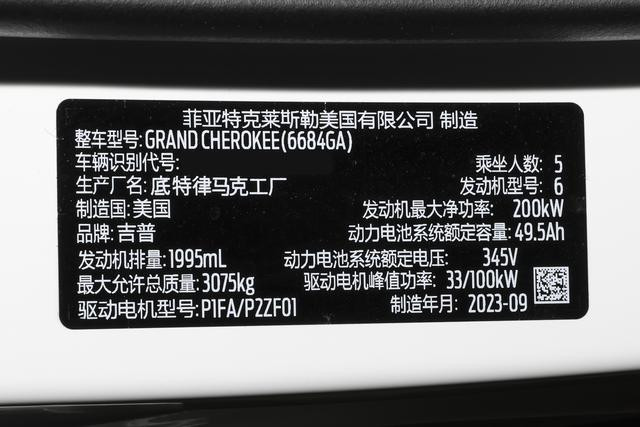 菲亚特克莱斯勒美国有限公司 制造
整车型号: GRAND CHEROKEE(6684GA)
车辆识别代号: 乘坐人数: 5
生产厂名: 底特律马克工厂 发动机型号: 6
制造国: 美国 发动机最大净功率: 200kW
品牌: 吉普 动力电池系统额定容量: 49.5Ah
发动机排量: 1995mL 动力电池系统额定电压: 345V
最大允许总质量: 3075kg 驱动电机峰值功率: 33/100kW
驱动电机型号: P1FA/P2ZF01 制造年月: 2023-09